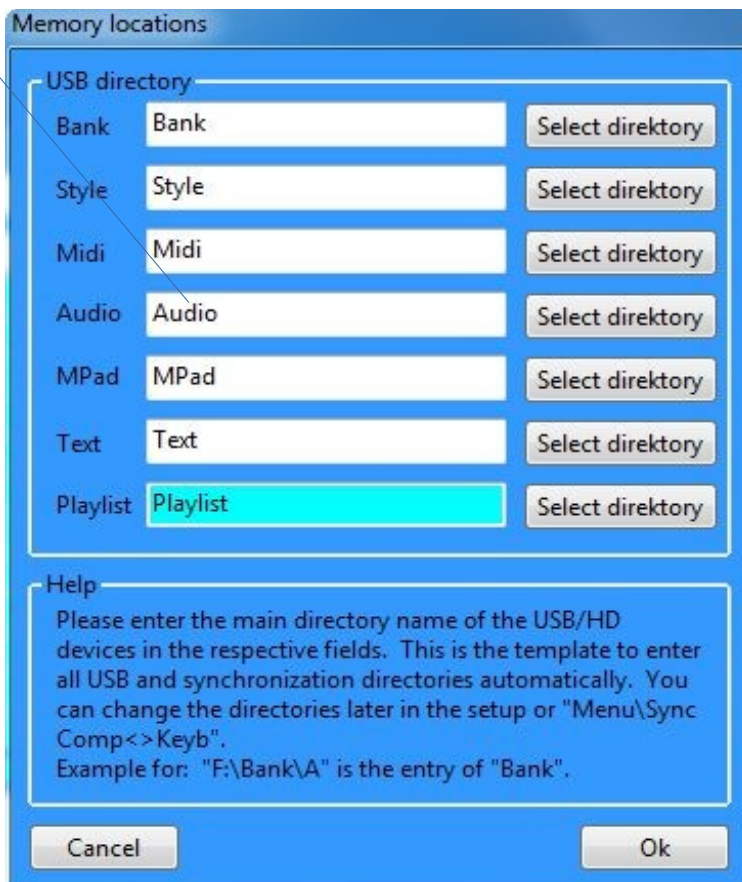 Memory locations
USB directory
Bank Bank Select direktory
Style Style Select direktory
Midi Midi Select direktory
Audio Audio Select direktory
MPad MPad Select direktory
Text Text Select direktory
Playlist Playlist Select direktory
Help
Please enter the main directory name of the USB/HD
devices in the respective fields.  This is the template to enter
all USB and synchronization directories automatically.  You
can change the directories later in the setup or "Menu\Sync
Comp<>Keyb".
Example for:  "F:\Bank\A" is the entry of "Bank".
Cancel Ok